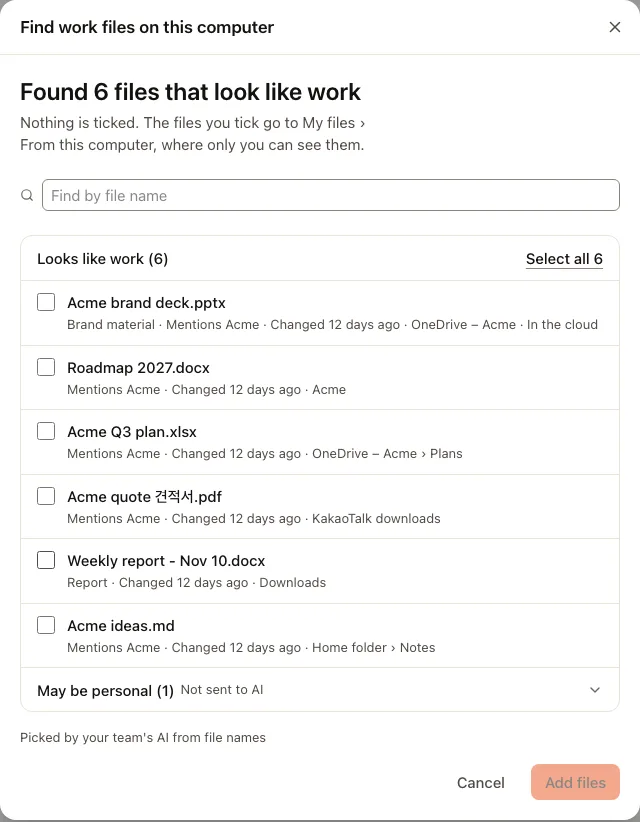 Find work files on this computer
Found 6 files that look like work
Nothing is ticked. The files you tick go to My files ›
From this computer, where only you can see them.
Find by file name
Looks like work (6)
Select all 6
Acme brand deck.pptx
Brand material · Mentions Acme · Changed 12 days ago · OneDrive – Acme · In the cloud
Roadmap 2027.docx
Mentions Acme · Changed 12 days ago · Acme
Acme Q3 plan.xlsx
Mentions Acme · Changed 12 days ago · OneDrive – Acme › Plans
Acme quote 견적서.pdf
Mentions Acme · Changed 12 days ago · KakaoTalk downloads
Weekly report - Nov 10.docx
Report · Changed 12 days ago · Downloads
Acme ideas.md
Mentions Acme · Changed 12 days ago · Home folder › Notes
May be personal (1) Not sent to AI
Picked by your team's AI from file names
Cancel
Add files